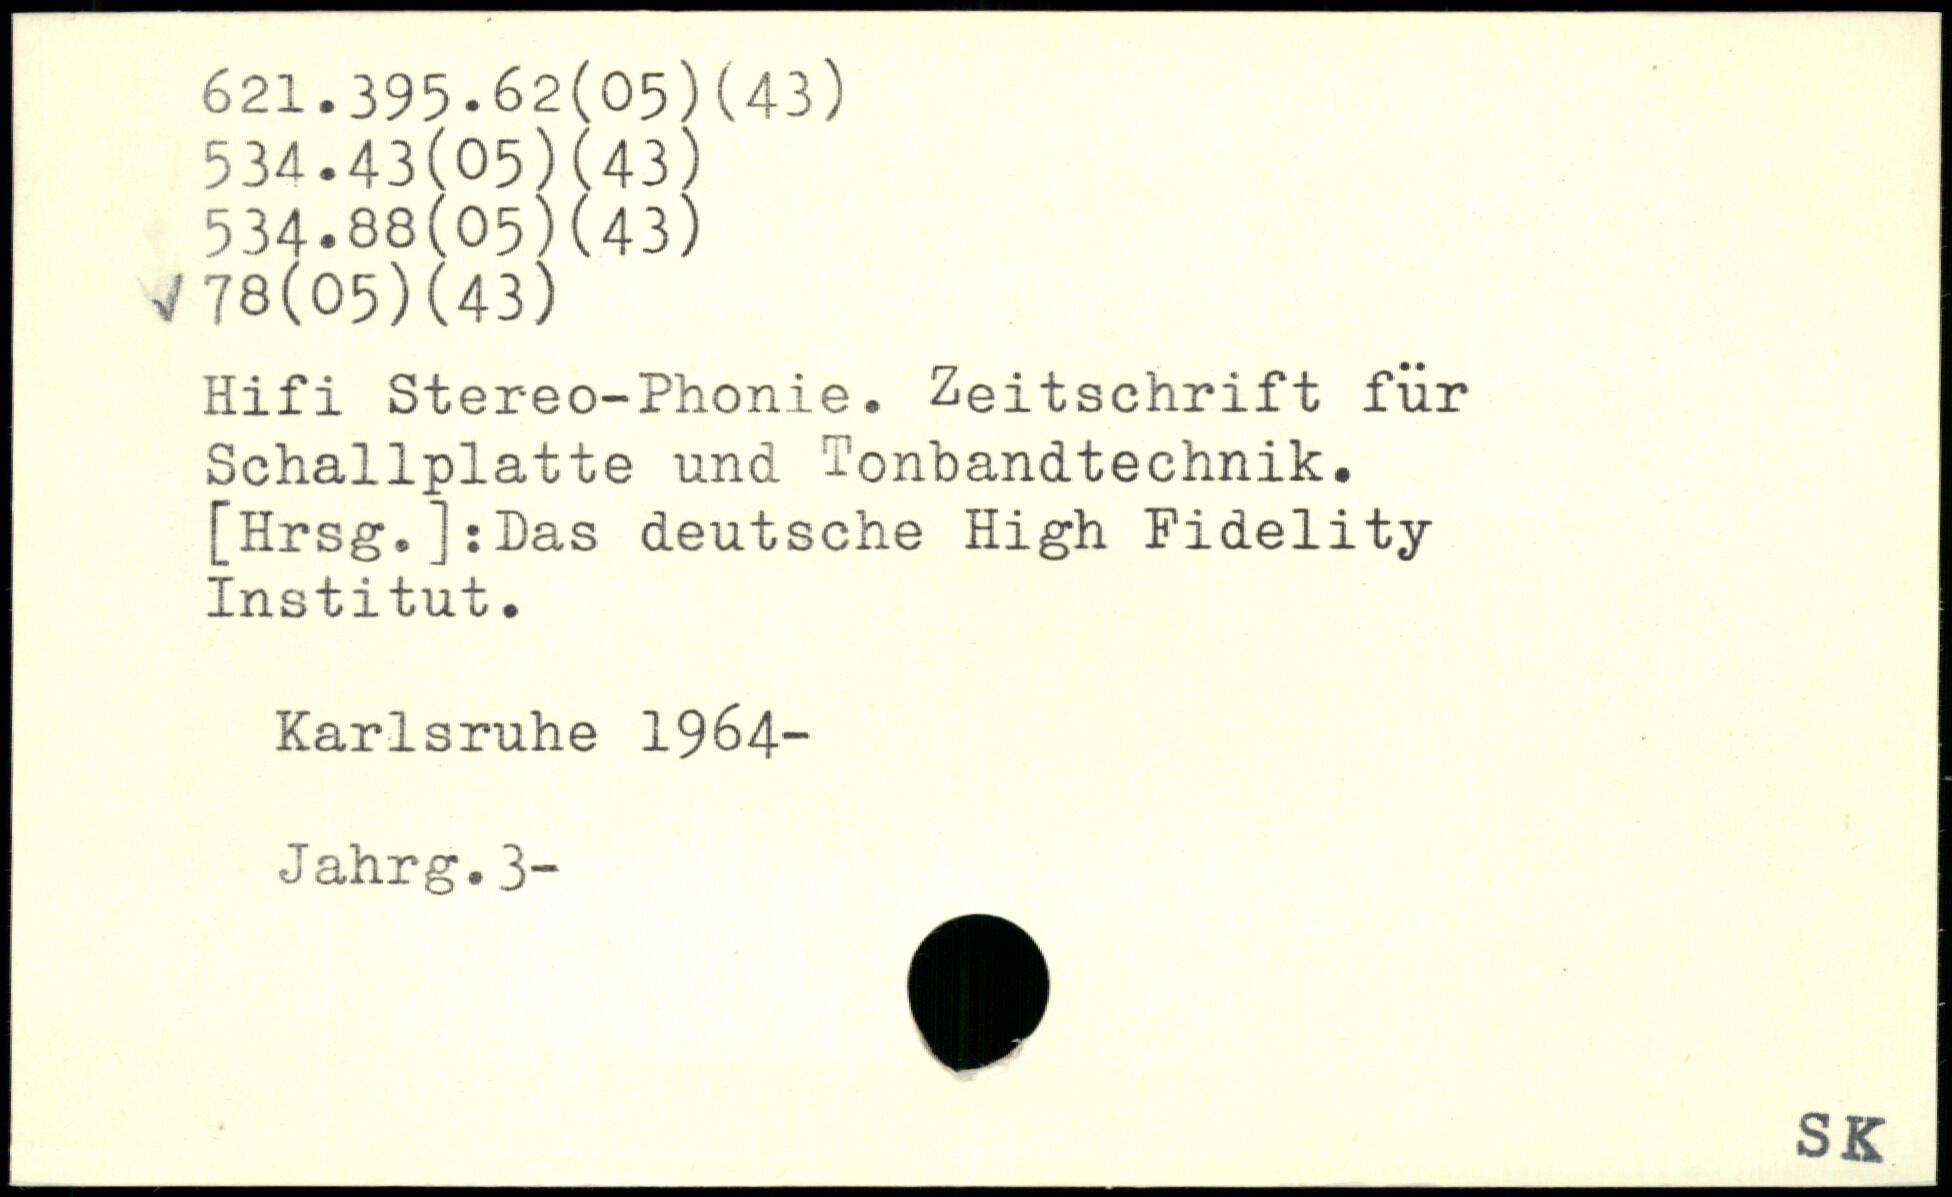 621.395.62(05)(43)
534.43(05)(43)
534.88(05)(43)
✓ 78(05)(43)
Hifi Stereo-Phonie. Zeitschrift für
Schallplatte und Tonbandtechnik.
[Hrsg.]:Das deutsche High Fidelity
Institut.
Karlsruhe 1964-
Jahrg.3-
SK